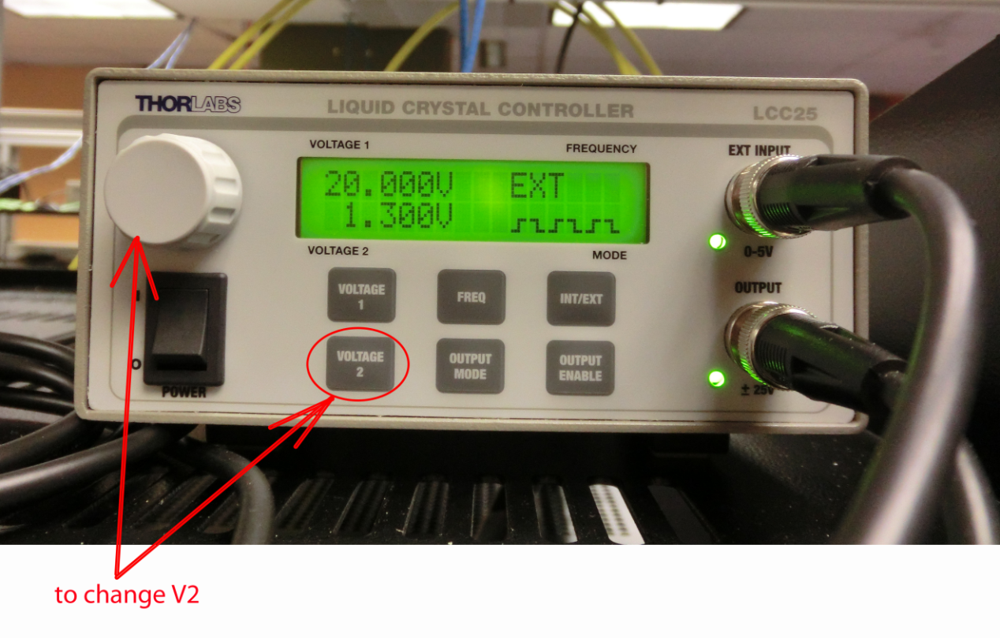 THORLABS
LIQUID CRYSTAL CONTROLLER
LCC25
VOLTAGE 1
FREQUENCY
EXT INPUT
20.000V EXT
1.300V
VOLTAGE 2
MODE
0-5V
I
VOLTAGE
1
FREQ
INT/EXT
OUTPUT
O
VOLTAGE
2
OUTPUT
MODE
OUTPUT
ENABLE
POWER
± 25V
to change V2